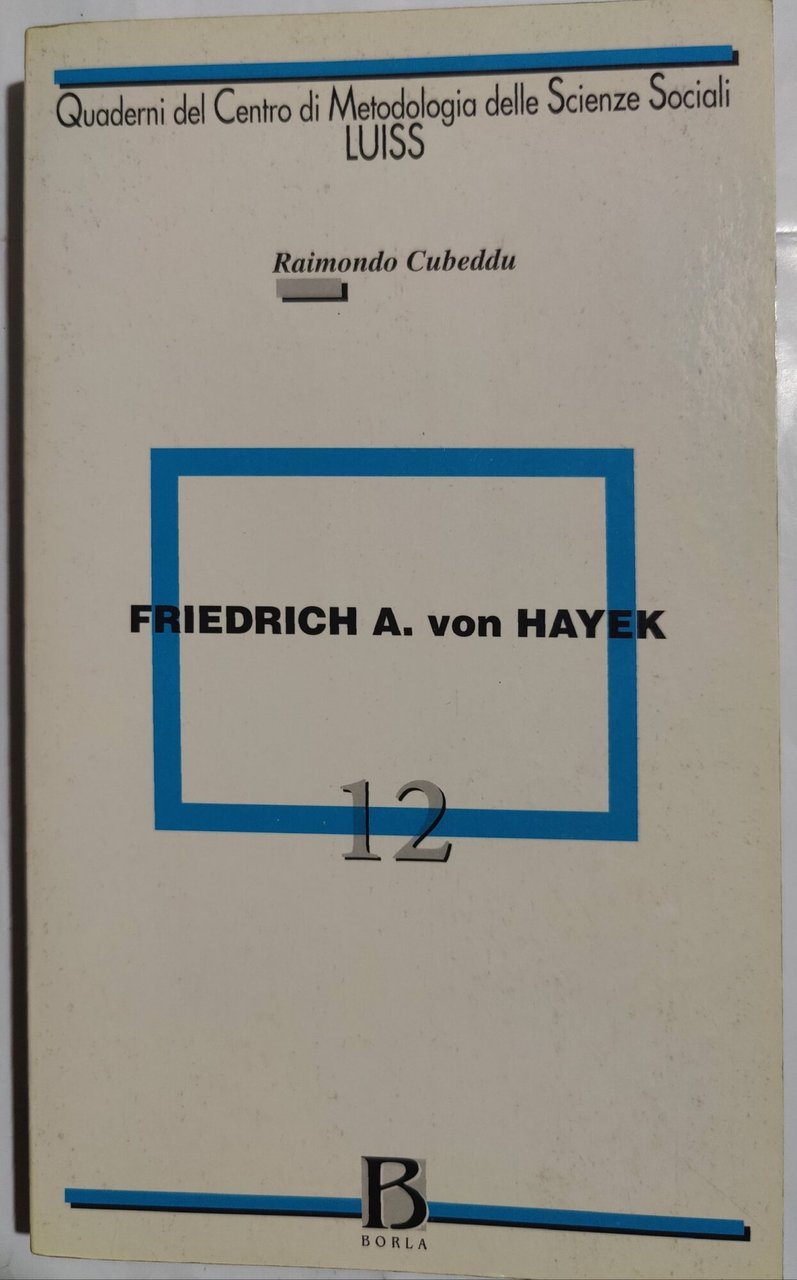 Quaderni del Centro di Metodologia delle Scienze Sociali
LUISS
Raimondo Cubeddu
FRIEDRICH A. von HAYEK
12
B
BORLA